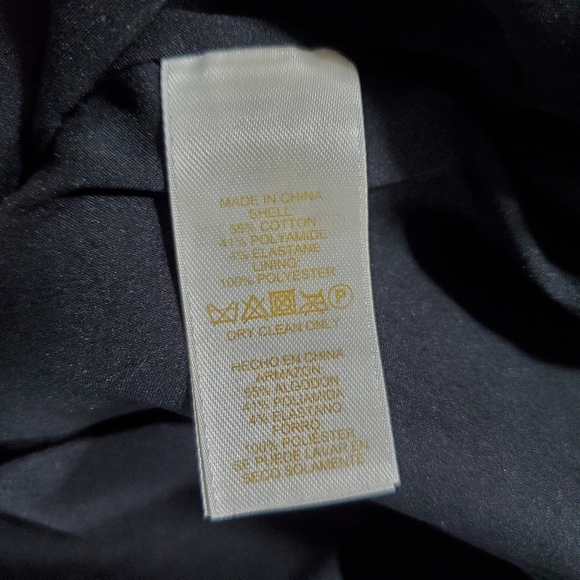 MADE IN CHINA
SHELL
55% COTTON
41% POLYAMIDE
4% ELASTANE
LINING:
100% POLYESTER
P
DRY CLEAN ONLY
HECHO EN CHINA
ARMAZON
55% ALGODON
41% POLIAMIDA
4% ELASTANO
FORRO
100% POLIÉSTER
SE PUEDE LAVAR EN
SECO SOLAMENTE